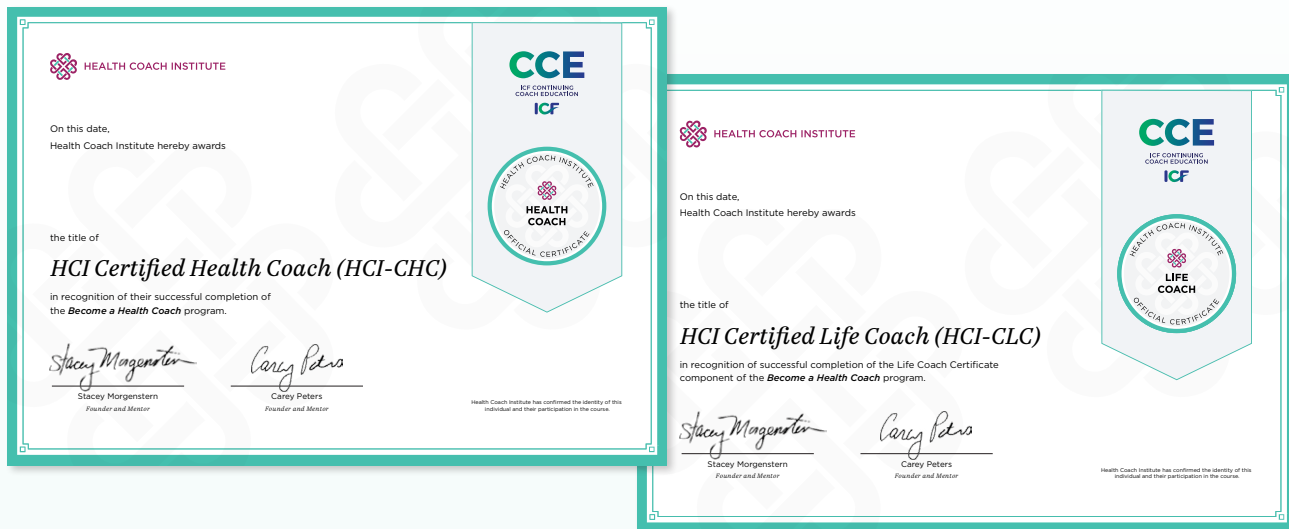 HEALTH COACH INSTITUTE
On this date,
Health Coach Institute hereby awards
the title of
HCI Certified Health Coach (HCI-CHC)
in recognition of their successful completion of
the Become a Health Coach program.
Stacey Morgenstern
Carey Peters
Stacey Morgenstern
Founder and Mentor
Carey Peters
Founder and Mentor
CCE
ICF CONTINUING
COACH EDUCATION
ICF
HEALTH COACH INSTITUTE
HEALTH
COACH
OFFICIAL CERTIFICATE
Health Coach Institute has confirmed the identity of this
individual and their participation in the course.
HEALTH COACH INSTITUTE
On this date,
Health Coach Institute hereby awards
the title of
HCI Certified Life Coach (HCI-CLC)
in recognition of successful completion of the Life Coach Certificate
component of the Become a Health Coach program.
Stacey Morgenstern
Carey Peters
Stacey Morgenstern
Founder and Mentor
Carey Peters
Founder and Mentor
CCE
ICF CONTINUING
COACH EDUCATION
ICF
HEALTH COACH INSTITUTE
LIFE
COACH
OFFICIAL CERTIFICATE
Health Coach Institute has confirmed the identity of this
individual and their participation in the course.